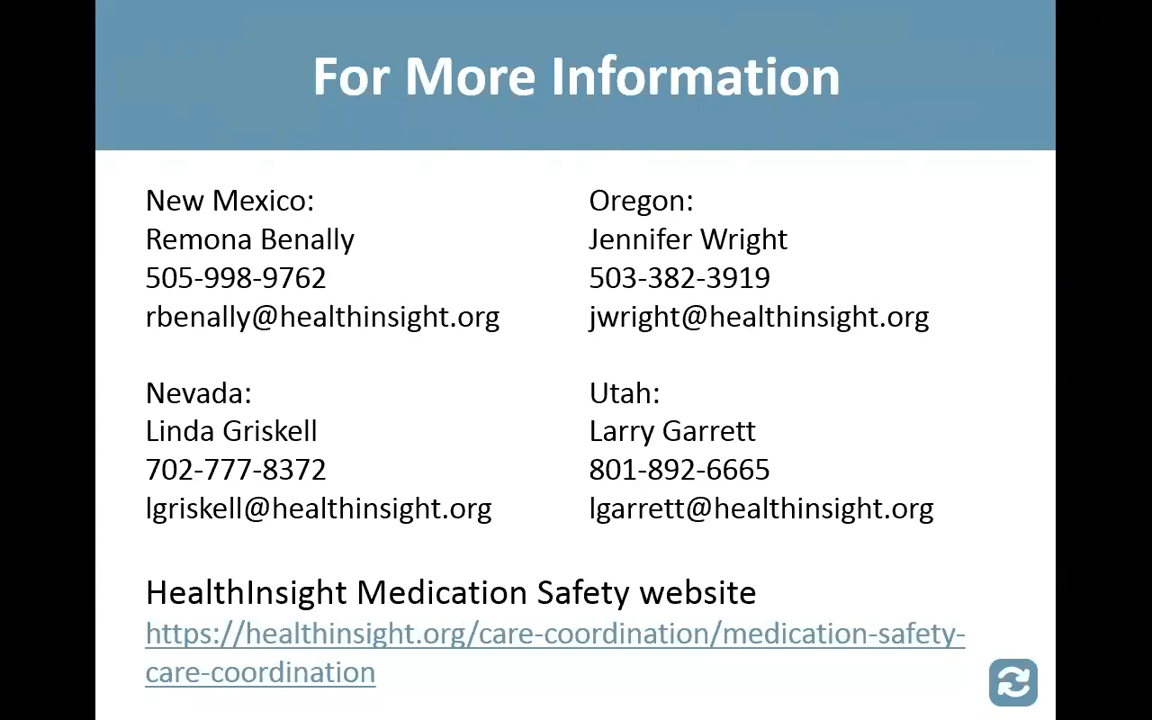 For More Information
New Mexico:
Remona Benally
505-998-9762
rbenally@healthinsight.org
Oregon:
Jennifer Wright
503-382-3919
jwright@healthinsight.org
Nevada:
Linda Griskell
702-777-8372
lgriskell@healthinsight.org
Utah:
Larry Garrett
801-892-6665
lgarrett@healthinsight.org
HealthInsight Medication Safety website
https://healthinsight.org/care-coordination/medication-safety-
care-coordination